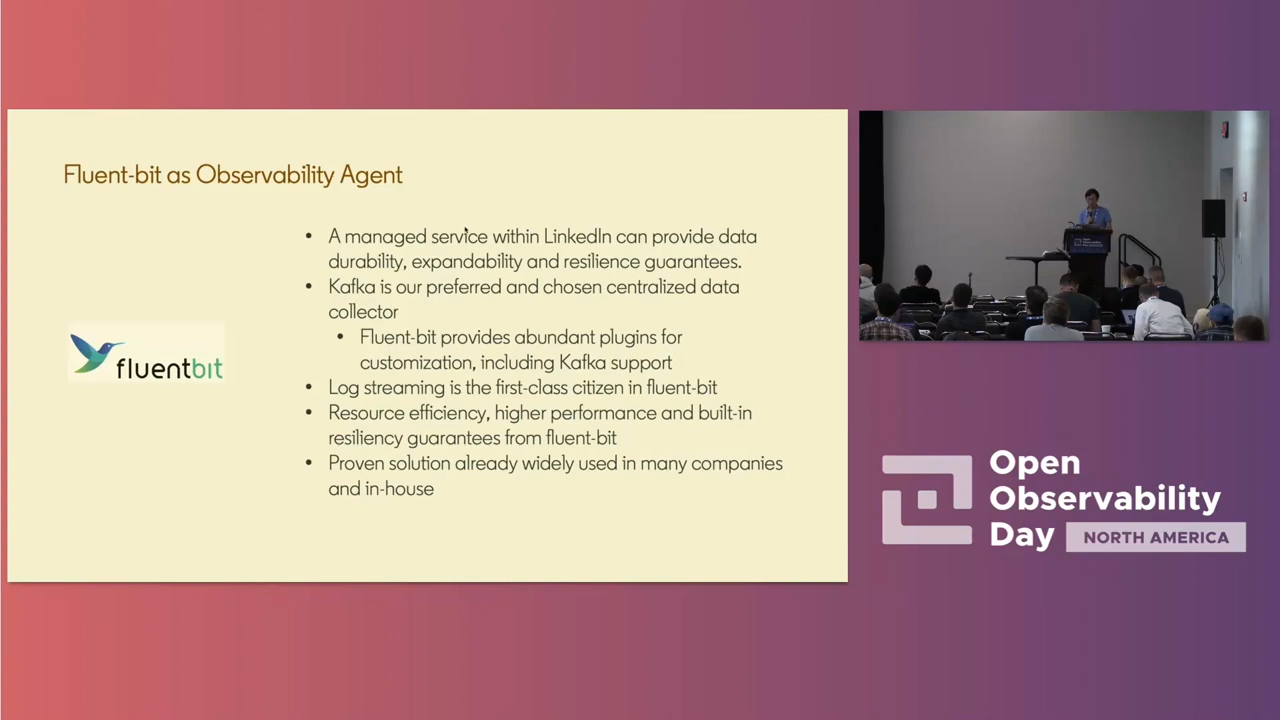 Fluent-bit as Observability Agent
• A managed service within LinkedIn can provide data
durability, expandability and resilience guarantees.
• Kafka is our preferred and chosen centralized data
collector
• Fluent-bit provides abundant plugins for
customization, including Kafka support
• Log streaming is the first-class citizen in fluent-bit
• Resource efficiency, higher performance and built-in
resiliency guarantees from fluent-bit
• Proven solution already widely used in many companies
and in-house
fluentbit
Open
Observability
Day
NORTH AMERICA